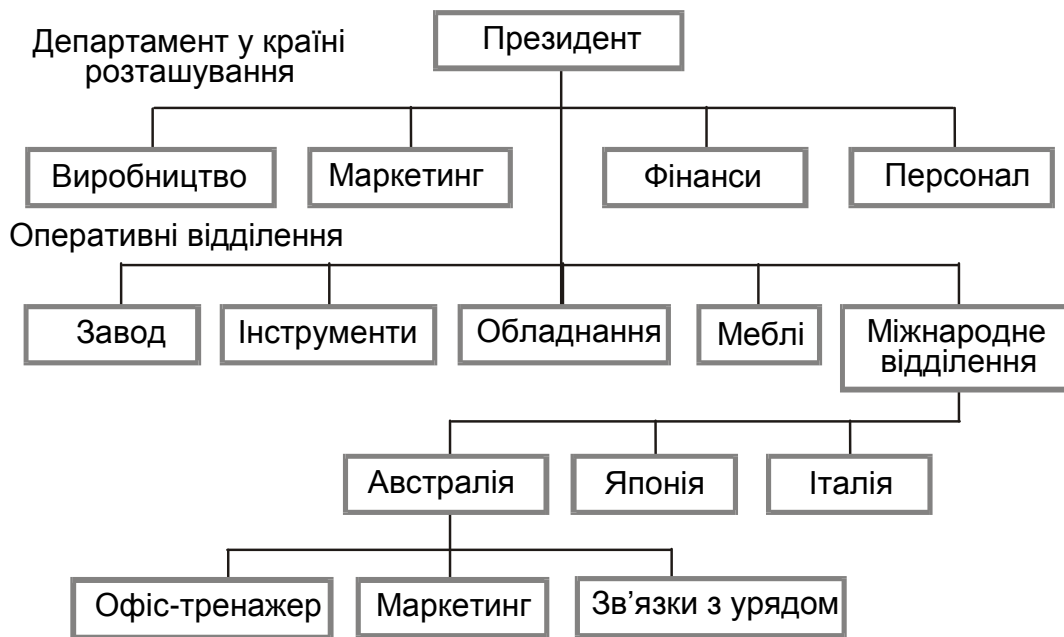 Департамент у країні
розташування
Президент
Виробництво
Маркетинг
Фінанси
Персонал
Оперативні відділення
Завод
Інструменти
Обладнання
Меблі
Міжнародне
відділення
Австралія
Японія
Італія
Офіс-тренажер
Маркетинг
Зв’язки з урядом